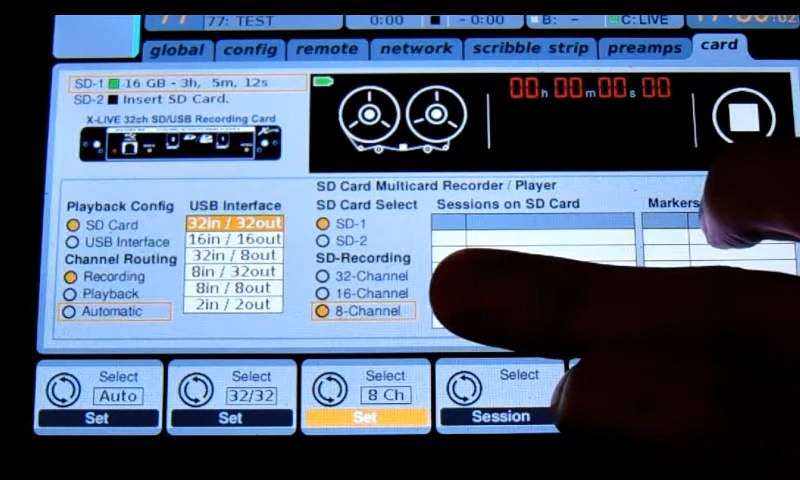 77: TEST
0:00 - 0:00
B: -
C: LIVE
global config remote network scribble strip preamps card
SD-1 16 GB - 3h, 5m, 12s
SD-2 Insert SD Card.
00h 00m 00s 00
X-LIVE 32ch SD/USB Recording Card
SD Card Multicard Recorder / Player
Playback Config
SD Card
USB Interface
Channel Routing
Recording
Playback
Automatic
USB Interface
32in / 32out
16in / 16out
32in / 8out
8in / 32out
8in / 8out
2in / 2out
SD Card Select
SD-1
SD-2
SD-Recording
32-Channel
16-Channel
8-Channel
Sessions on SD Card
Markers
Select
Auto
Set
Select
32/32
Set
Select
8 Ch
Set
Select
Session